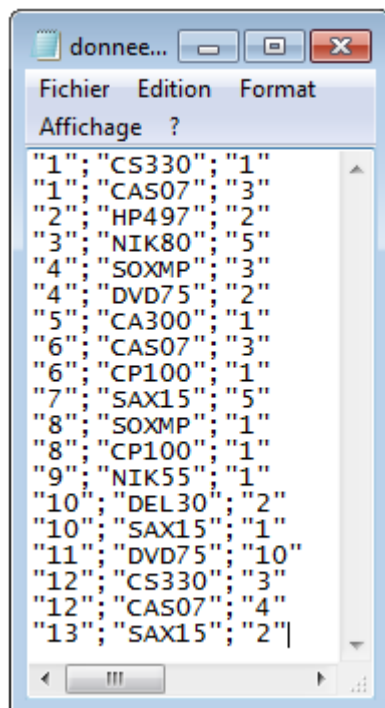 donnee...
Fichier Edition Format
Affichage ?
"1";"CS330";"1"
"1";"CAS07";"3"
"2";"HP497";"2"
"3";"NIK80";"5"
"4";"SOXMP";"3"
"4";"DVD75";"2"
"5";"CA300";"1"
"6";"CAS07";"3"
"6";"CP100";"1"
"7";"SAX15";"5"
"8";"SOXMP";"1"
"8";"CP100";"1"
"9";"NIK55";"1"
"10";"DEL30";"2"
"10";"SAX15";"1"
"11";"DVD75";"10"
"12";"CS330";"3"
"12";"CAS07";"4"
"13";"SAX15";"2"